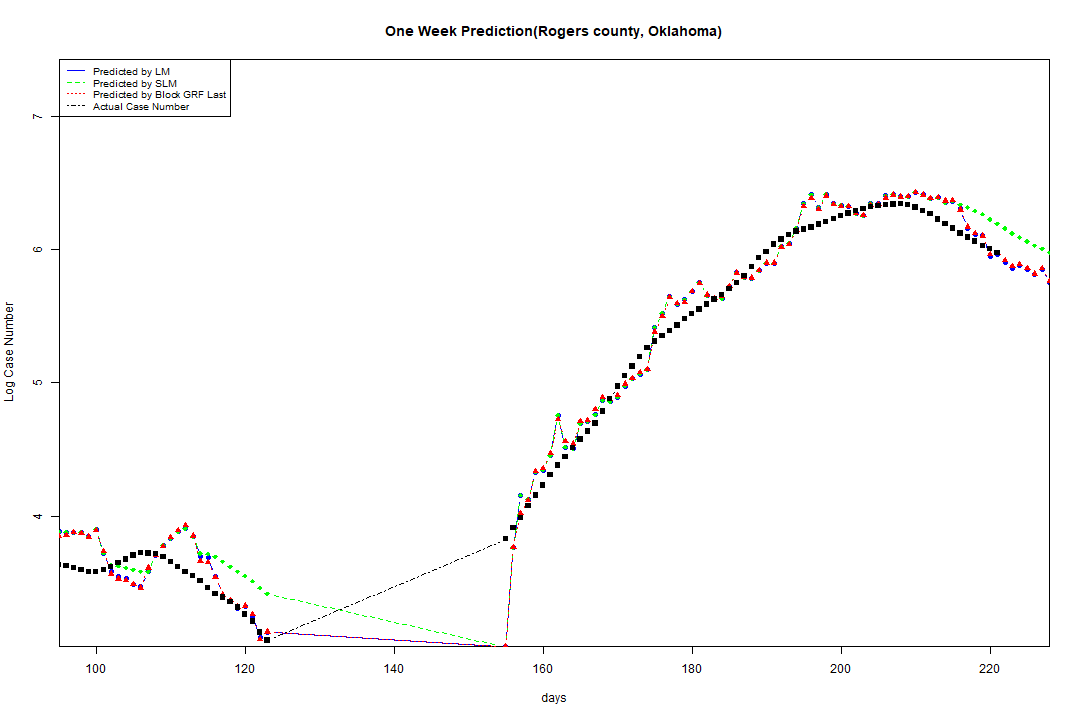 One Week Prediction(Rogers county, Oklahoma)
Predicted by LM
Predicted by SLM
Predicted by Block GRF Last
Actual Case Number
7
6
5
4
Log Case Number
100 120 140 160 180 200 220
days